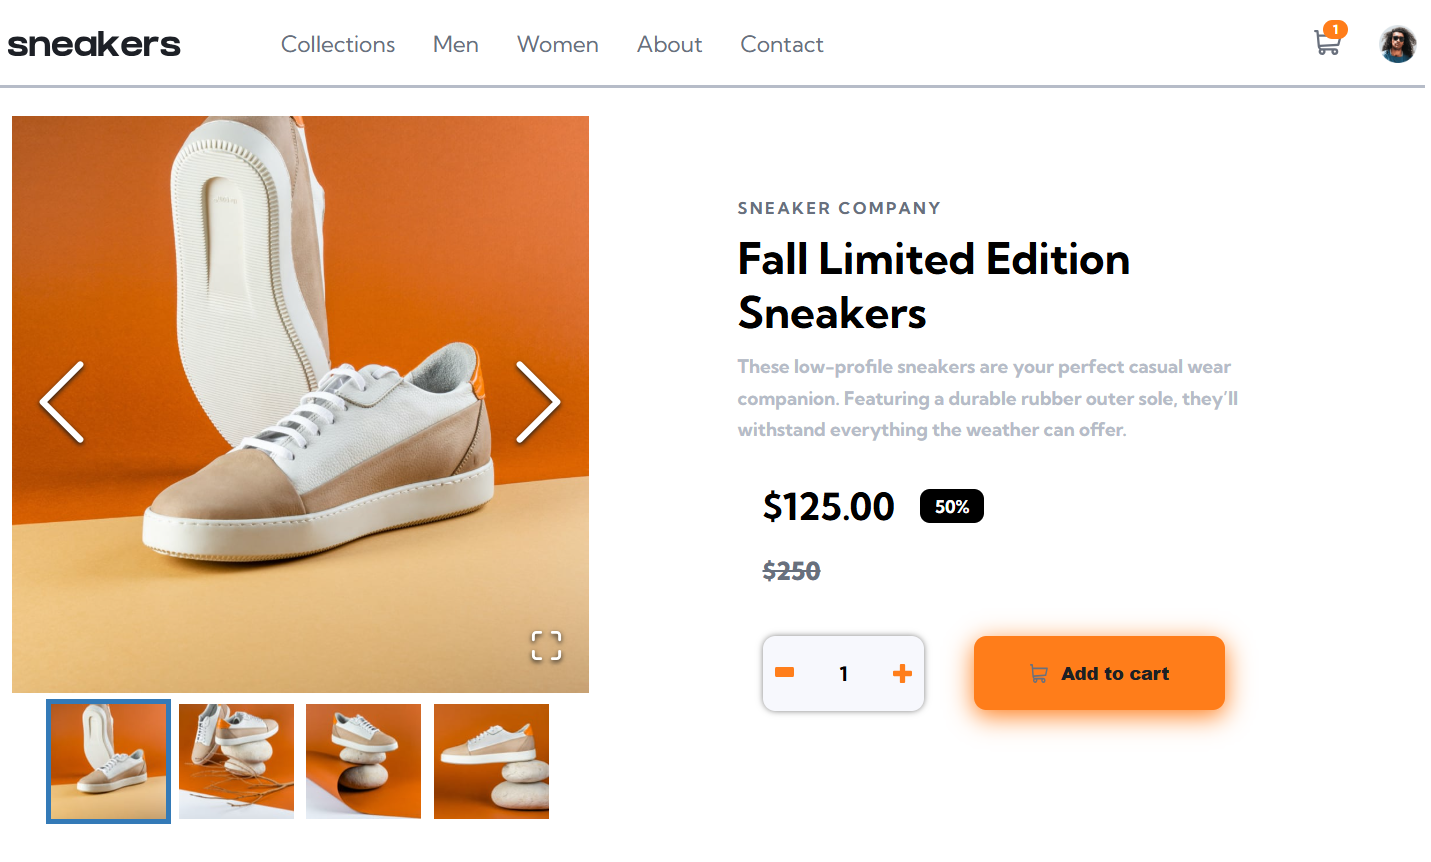 sneakers
Collections Men Women About Contact
1
SNEAKER COMPANY
Fall Limited Edition
Sneakers
These low-profile sneakers are your perfect casual wear
companion. Featuring a durable rubber outer sole, they’ll
withstand everything the weather can offer.
$125.00 50%
$250
1
Add to cart